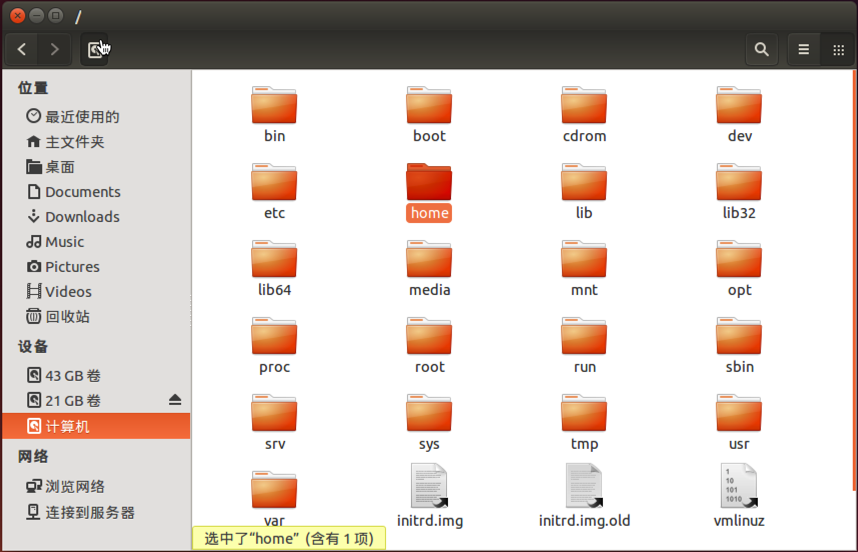 /
位置
最近使用的
主文件夹
桌面
Documents
Downloads
Music
Pictures
Videos
回收站
设备
43 GB 卷
21 GB 卷
计算机
网络
浏览网络
连接到服务器
bin boot cdrom dev
etc home lib lib32
lib64 media mnt opt
proc root run sbin
srv sys tmp usr
1
10
101
1010
var initrd.img initrd.img.old vmlinuz
选中了“home” (含有 1 项)